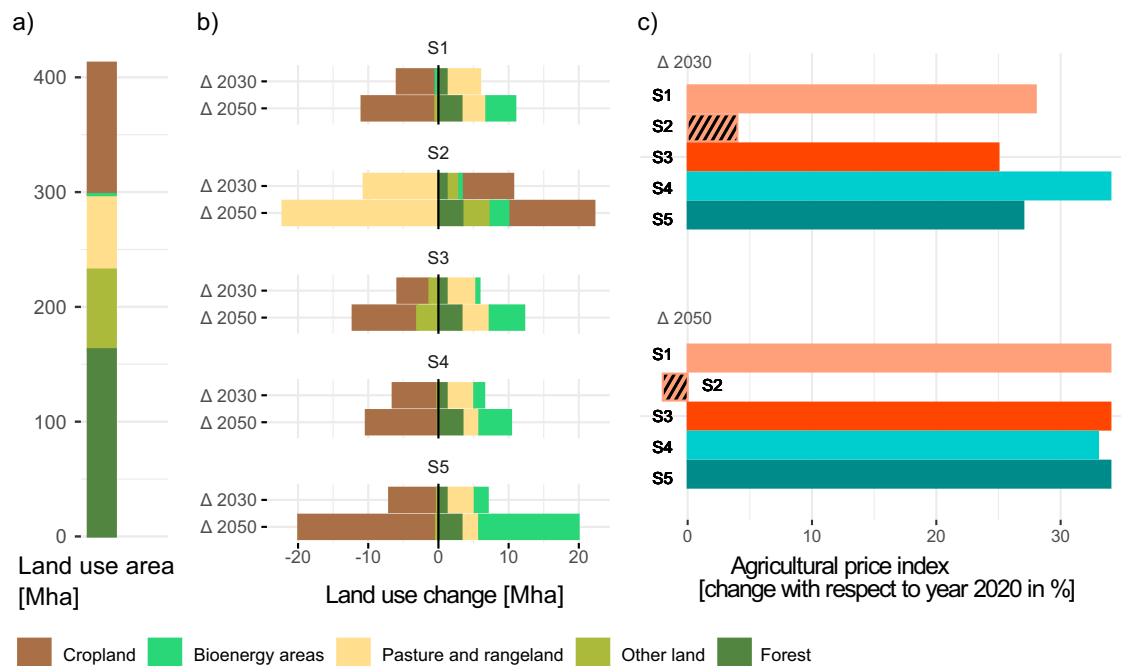 a)
400
300
200
100
0
Land use area
[Mha]
b)
S1
Δ 2030
Δ 2050
S2
Δ 2030
Δ 2050
S3
Δ 2030
Δ 2050
S4
Δ 2030
Δ 2050
S5
Δ 2030
Δ 2050
-20 -10 0 10 20
Land use change [Mha]
c)
Δ 2030
S1
S2
S3
S4
S5
Δ 2050
S1
S2
S3
S4
S5
0 10 20 30
Agricultural price index
[change with respect to year 2020 in %]
Cropland Bioenergy areas Pasture and rangeland Other land Forest